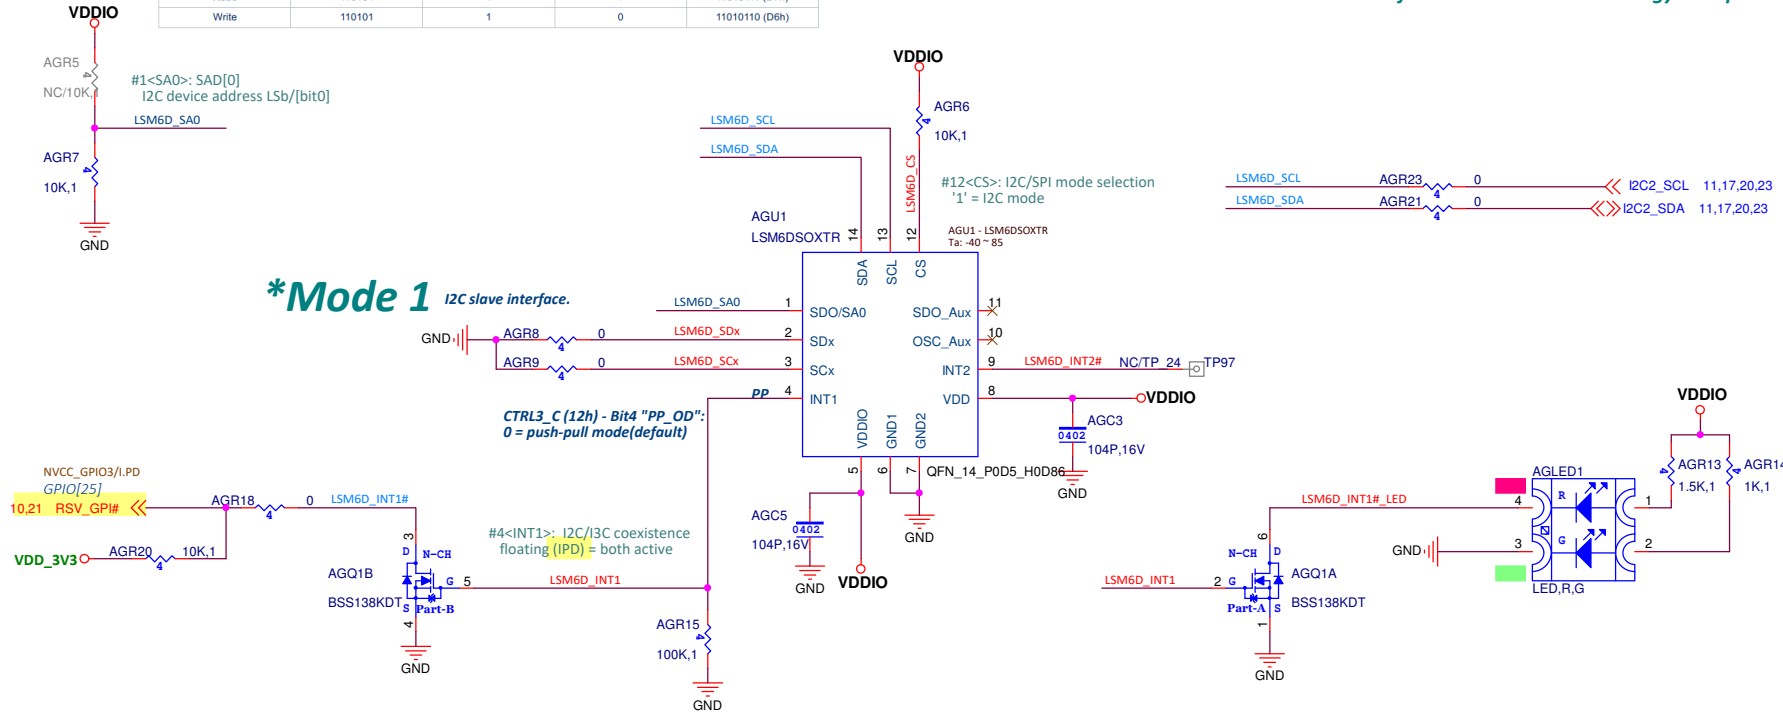 Write 110101 1 0 11010110 (D6h)
VDDIO
AGR5
NC/10K,1
#1<SA0>: SAD[0]
I2C device address LSb/[bit0]
LSM6D_SA0
AGR7
10K,1
GND
VDDIO
AGR6
10K,1
LSM6D_SCL
LSM6D_SDA
LSM6D_CS
#12<CS>: I2C/SPI mode selection
'1' = I2C mode
LSM6D_SCL AGR23 0 I2C2_SCL 11,17,20,23
LSM6D_SDA AGR21 0 I2C2_SDA 11,17,20,23
4
4
AGU1
LSM6DSOXTR
14 13 12
AGU1 - LSM6DSOXTR
Ta: -40 ~ 85
SDA SCL CS
*Mode 1 I2C slave interface.
LSM6D_SA0 1 SDO/SA0 SDO_Aux 11
GND AGR8 0 LSM6D_SDx 2 SDx OSC_Aux 10
4
AGR9 0 LSM6D_SCx 3 SCx INT2 9 LSM6D_INT2# NC/TP_24 TP97
4
PP 4 INT1 VDD 8 VDDIO
CTRL3_C (12h) - Bit4 "PP_OD":
0 = push-pull mode(default)
VDDIO GND1 GND2
5 6 7
QFN_14_P0D5_H0D86
AGC3
0402
104P,16V
GND
AGC5
0402
104P,16V
GND
VDDIO
GND
NVCC_GPIO3/I.PD
GPIO[25]
10,21 RSV_GPI# AGR18 0 LSM6D_INT1#
4
VDD_3V3 AGR20 10K,1
4
#4<INT1>: I2C/I3C coexistence
floating (IPD) = both active
3
D N-CH
AGQ1B
BSS138KDT
G 5 LSM6D_INT1
S Part-B
4
GND
AGR15
100K,1
GND
LSM6D_INT1 2 G
LSM6D_INT1#_LED
6
N-CH D
AGQ1A
BSS138KDT
Part-A S
1
GND
VDDIO
AGR13
1.5K,1
AGR14
1K,1
AGLED1
4 R 1
GND 3 G 2
LED,R,G